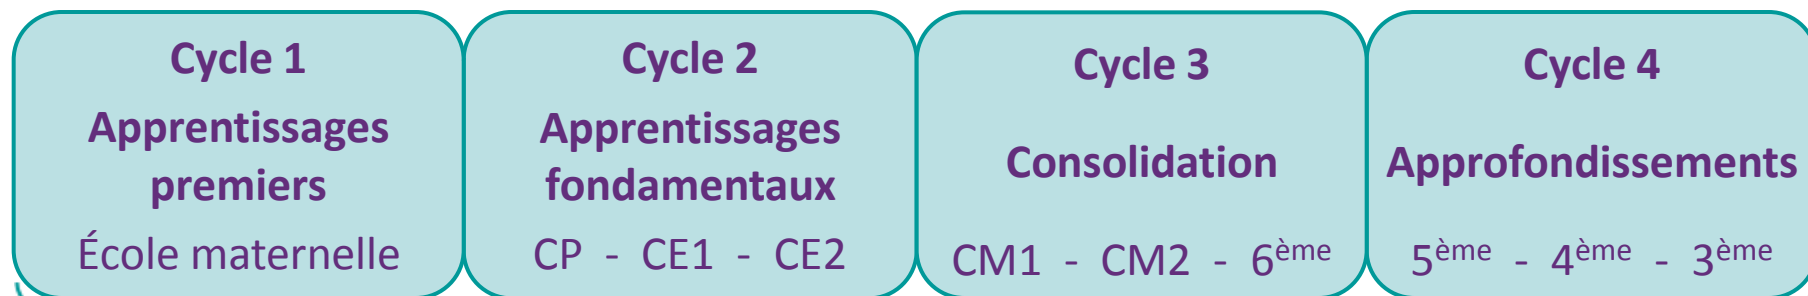 Cycle 1
Apprentissages
premiers
École maternelle
Cycle 2
Apprentissages
fondamentaux
CP - CE1 - CE2
Cycle 3
Consolidation
CM1 - CM2 - 6ème
Cycle 4
Approfondissements
5ème - 4ème - 3ème